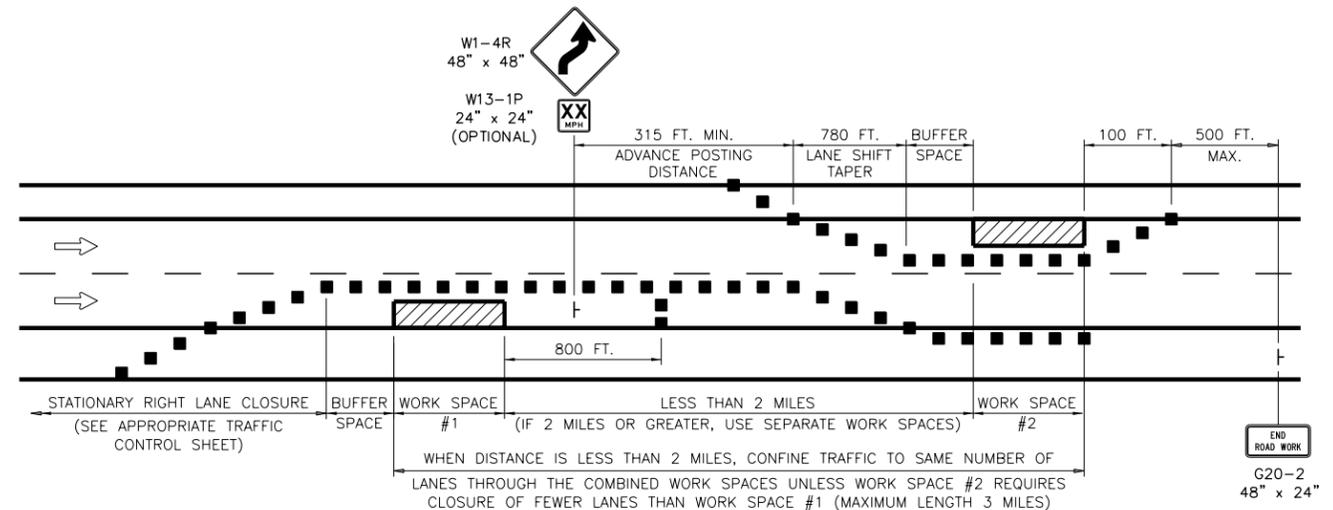 W1-4R
48" x 48"
W13-1P
24" x 24"
(OPTIONAL)
XX
MPH
315 FT. MIN.
ADVANCE POSTING
DISTANCE
780 FT.
LANE SHIFT
TAPER
BUFFER
SPACE
100 FT.
500 FT.
MAX.
800 FT.
STATIONARY RIGHT LANE CLOSURE
(SEE APPROPRIATE TRAFFIC
CONTROL SHEET)
BUFFER
SPACE
WORK SPACE
#1
LESS THAN 2 MILES
(IF 2 MILES OR GREATER, USE SEPARATE WORK SPACES)
WORK SPACE
#2
WHEN DISTANCE IS LESS THAN 2 MILES, CONFINE TRAFFIC TO SAME NUMBER OF
LANES THROUGH THE COMBINED WORK SPACES UNLESS WORK SPACE #2 REQUIRES
CLOSURE OF FEWER LANES THAN WORK SPACE #1 (MAXIMUM LENGTH 3 MILES)
END
ROAD WORK
G20-2
48" x 24"